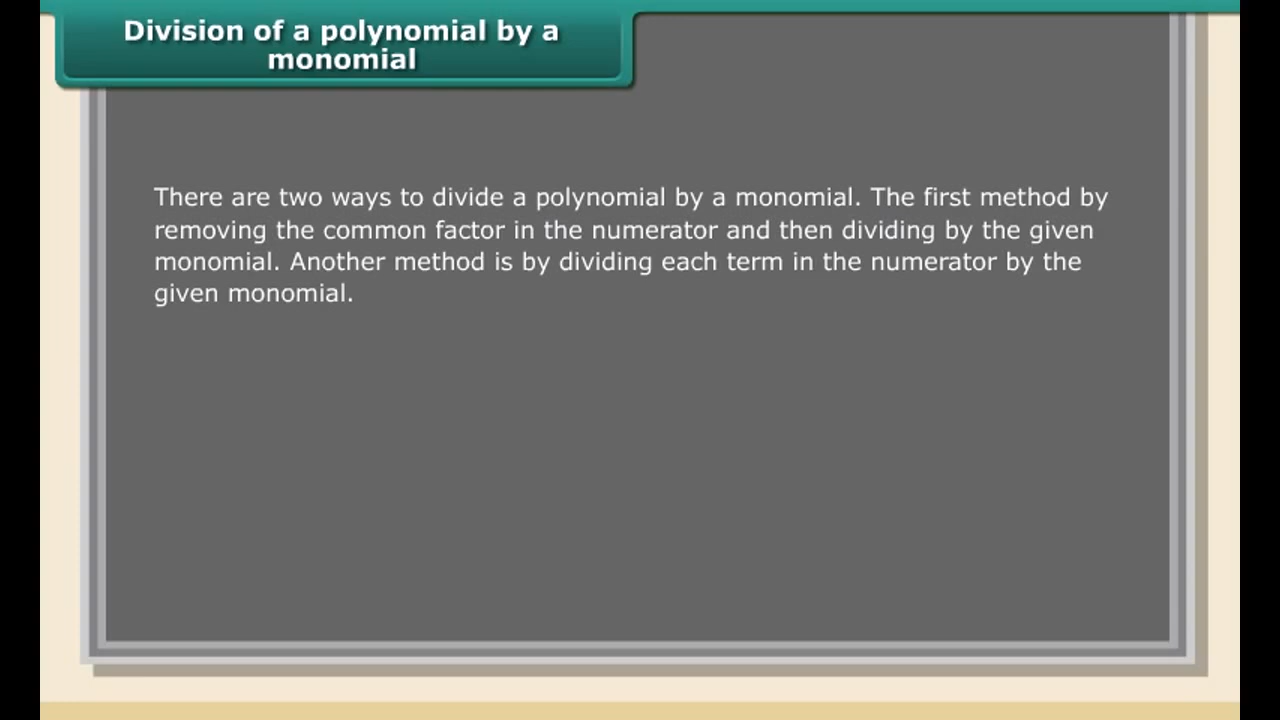 Division of a polynomial by a
monomial
There are two ways to divide a polynomial by a monomial. The first method by
removing the common factor in the numerator and then dividing by the given
monomial. Another method is by dividing each term in the numerator by the
given monomial.